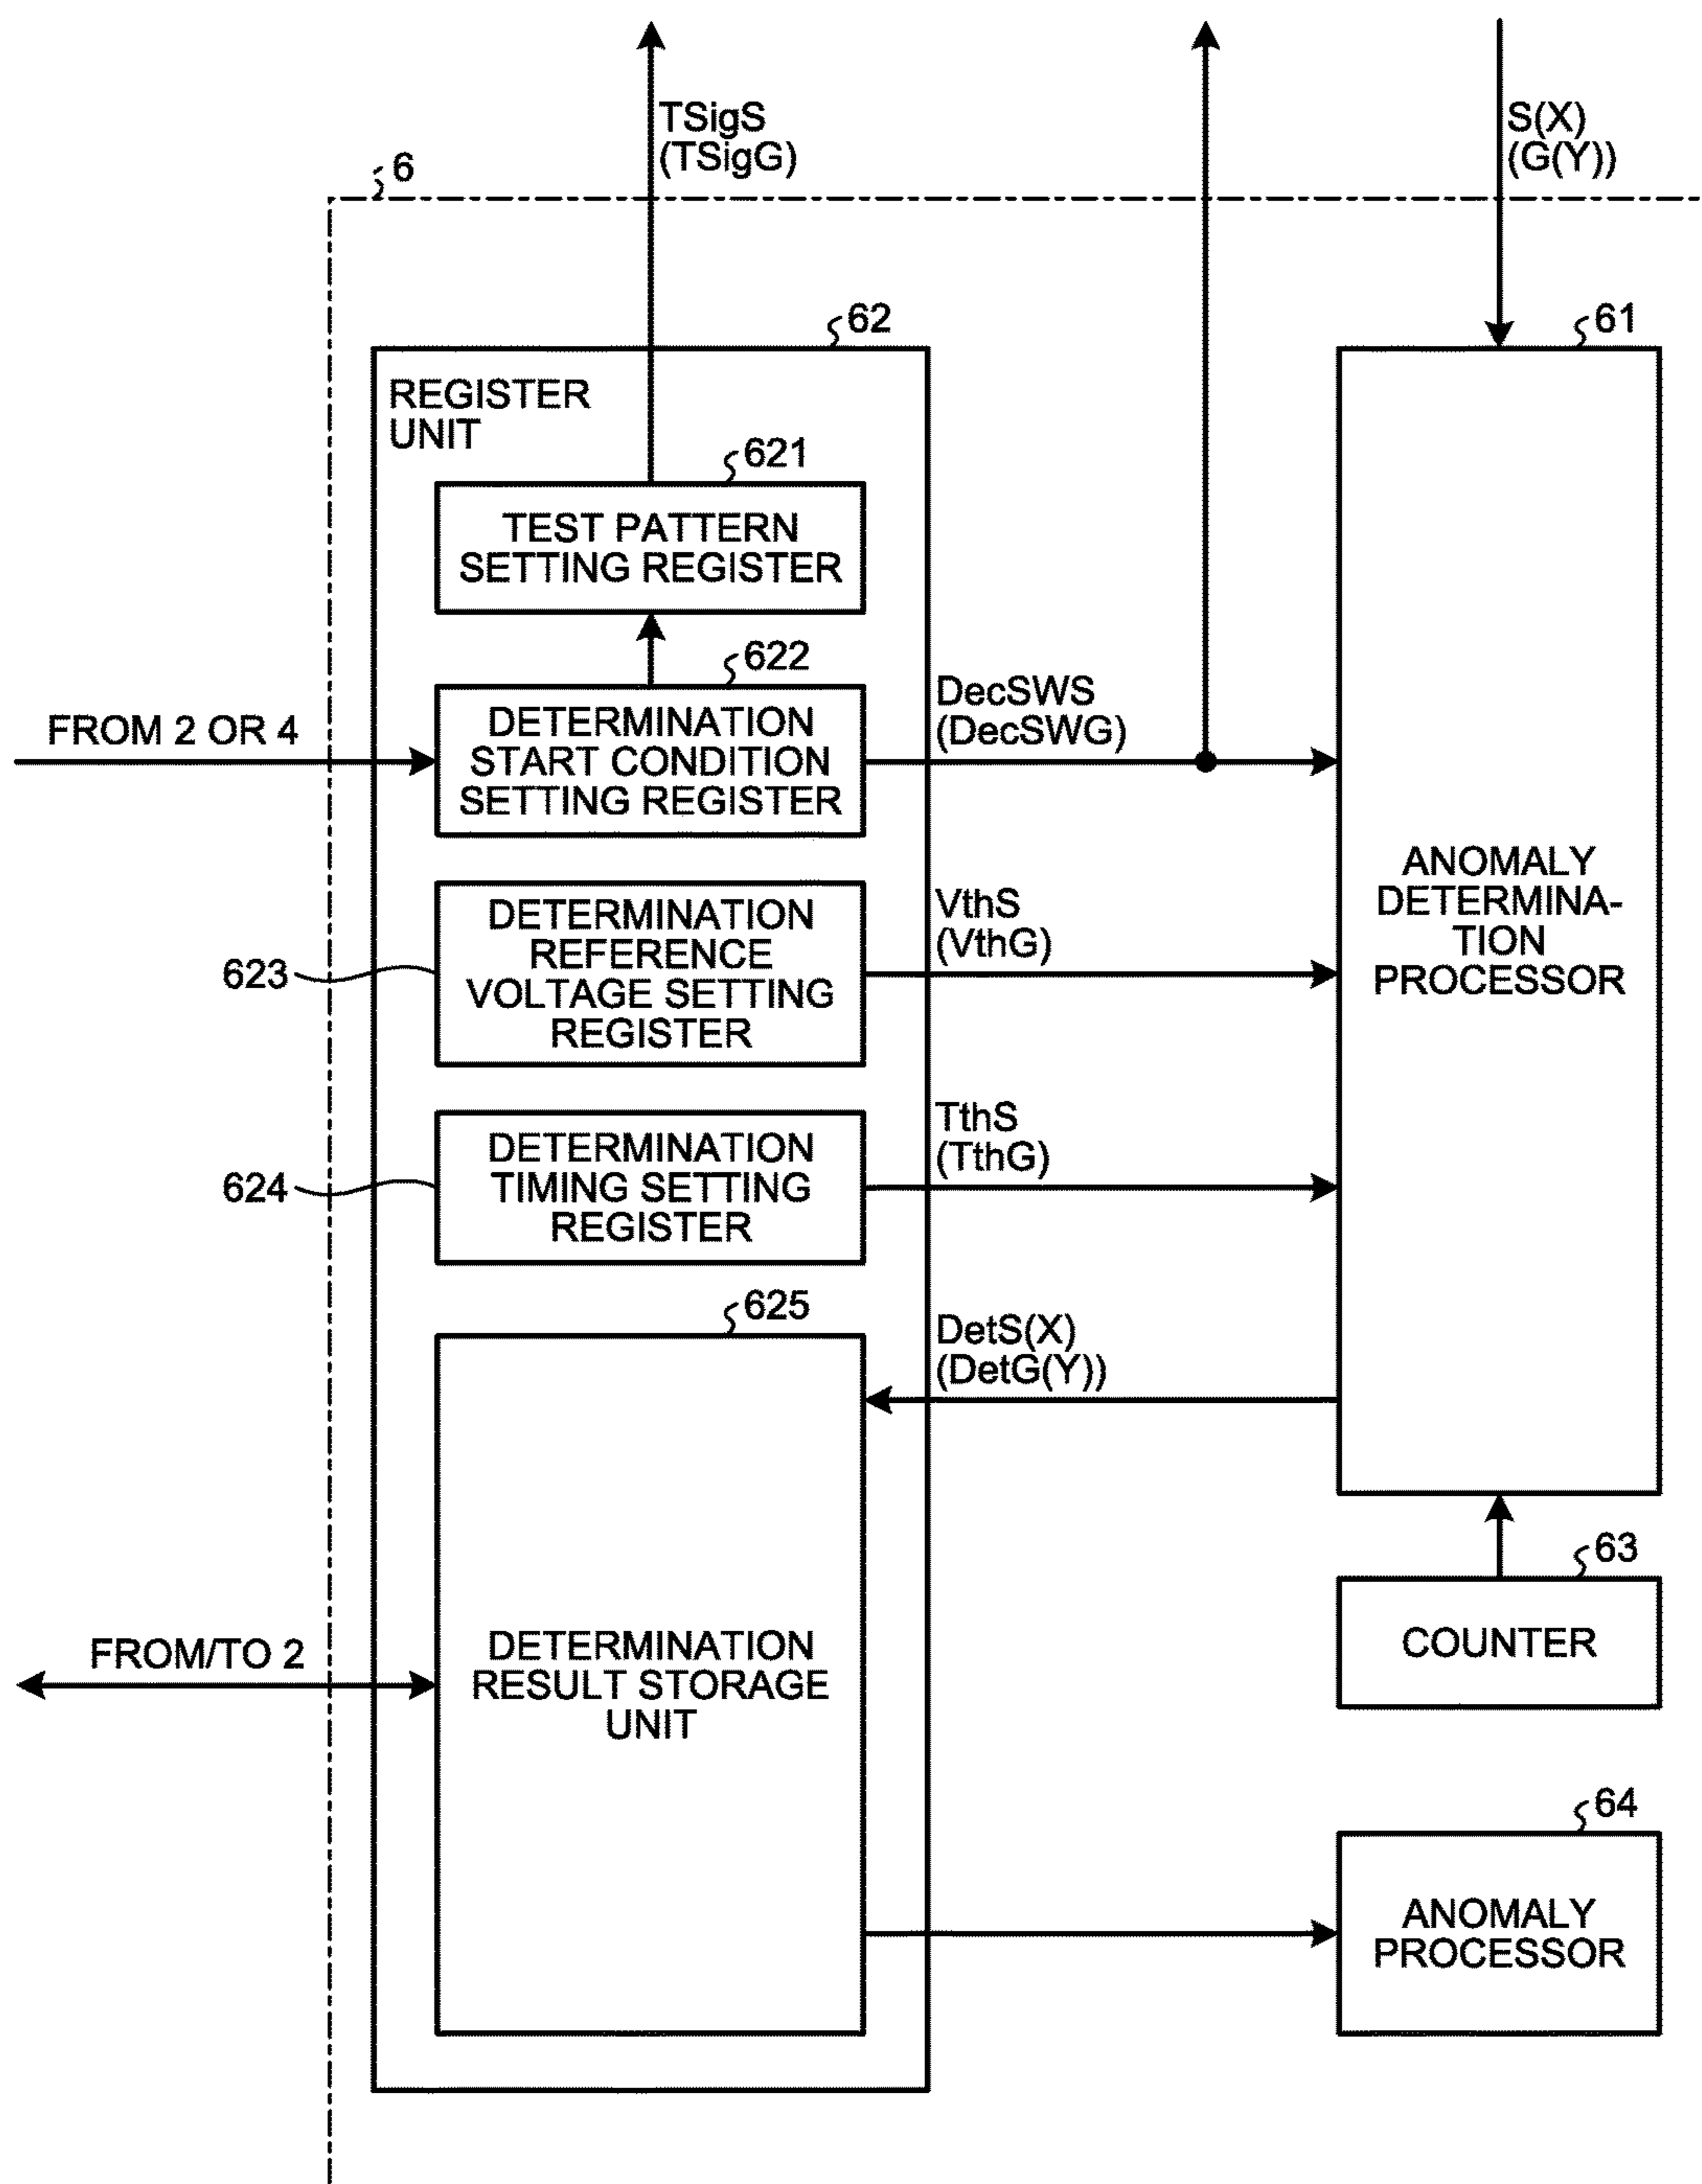 TSigS
(TSigG)
S(X)
(G(Y))
6
62
61
REGISTER
UNIT
621
TEST PATTERN
SETTING REGISTER
622
FROM 2 OR 4
DETERMINATION
START CONDITION
SETTING REGISTER
DecSWS
(DecSWG)
ANOMALY
DETERMINA-
TION
PROCESSOR
623
DETERMINATION
REFERENCE
VOLTAGE SETTING
REGISTER
VthS
(VthG)
624
DETERMINATION
TIMING SETTING
REGISTER
TthS
(TthG)
625
DetS(X)
(DetG(Y))
63
COUNTER
FROM/TO 2
DETERMINATION
RESULT STORAGE
UNIT
64
ANOMALY
PROCESSOR